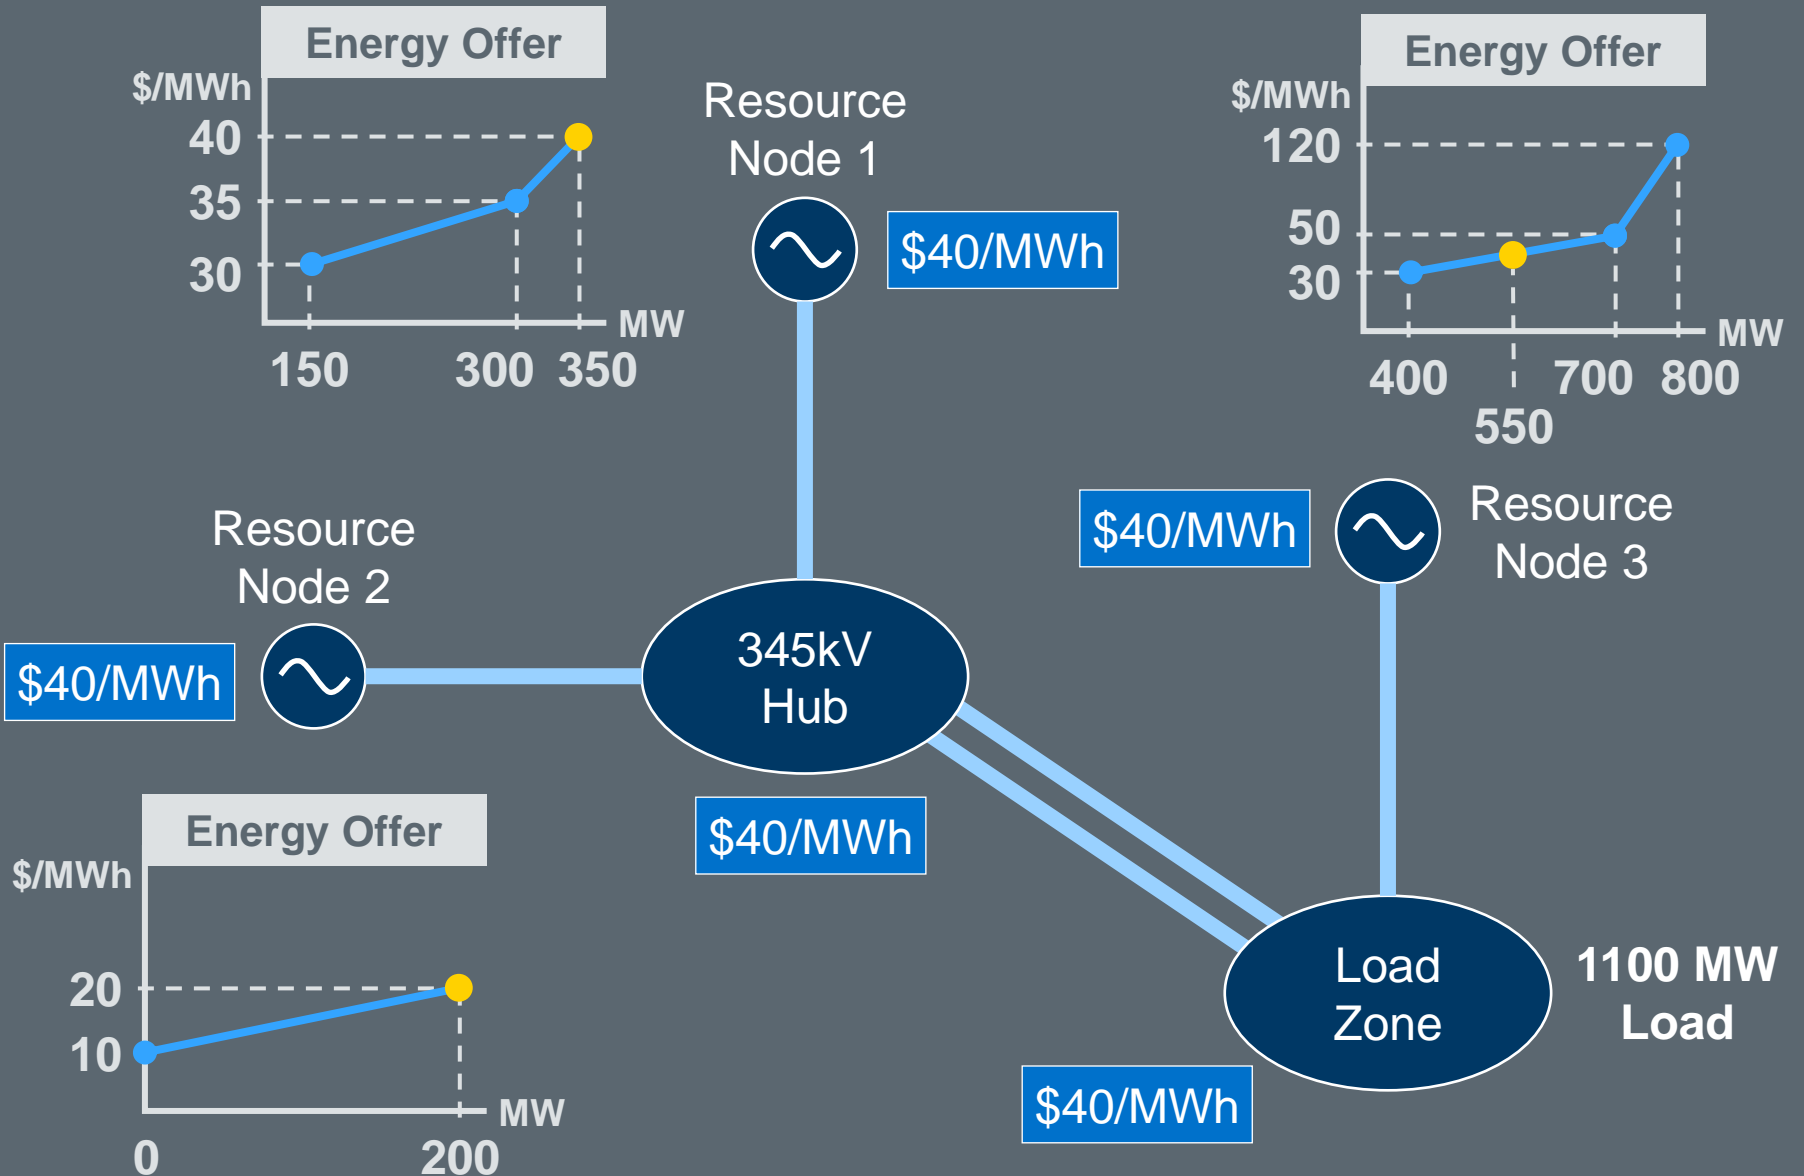 Energy Offer
$/MWh
40
35
30
MW
150 300 350
Resource
Node 1
$40/MWh
Energy Offer
$/MWh
120
50
30
MW
400 700 800
550
Resource
Node 2
$40/MWh
345kV
Hub
$40/MWh
$40/MWh
Resource
Node 3
Energy Offer
$/MWh
20
10
MW
0 200
Load
Zone
1100 MW
Load
$40/MWh